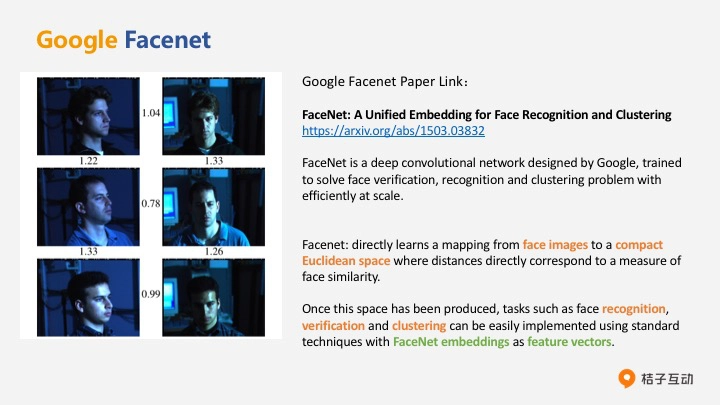 Google Facenet
Google Facenet Paper Link：
FaceNet: A Unified Embedding for Face Recognition and Clustering
https://arxiv.org/abs/1503.03832
FaceNet is a deep convolutional network designed by Google, trained
to solve face verification, recognition and clustering problem with
efficiently at scale.
Facenet: directly learns a mapping from face images to a compact
Euclidean space where distances directly correspond to a measure of
face similarity.
Once this space has been produced, tasks such as face recognition,
verification and clustering can be easily implemented using standard
techniques with FaceNet embeddings as feature vectors.
1.04
1.22 1.33
0.78
1.33 1.26
0.99
桔子互动